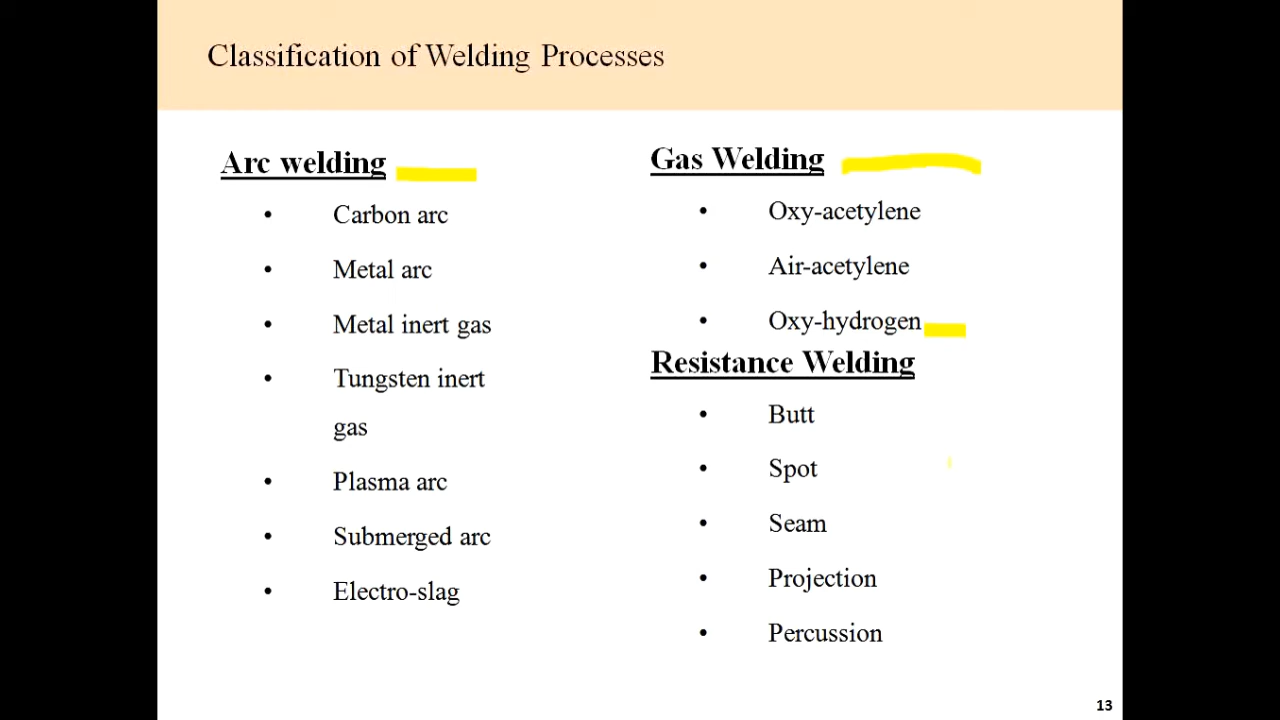 Classification of Welding Processes
Arc welding
• Carbon arc
• Metal arc
• Metal inert gas
• Tungsten inert
gas
• Plasma arc
• Submerged arc
• Electro-slag
Gas Welding
• Oxy-acetylene
• Air-acetylene
• Oxy-hydrogen
Resistance Welding
• Butt
• Spot
• Seam
• Projection
• Percussion
13